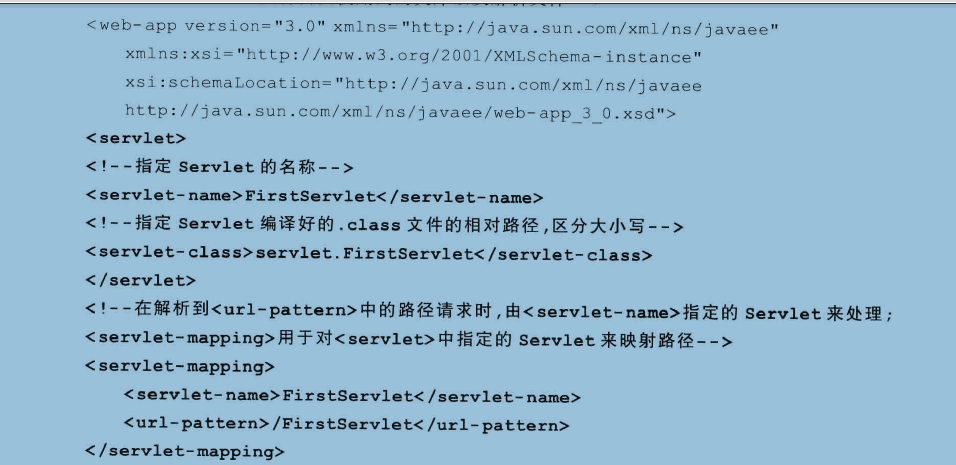 <web-app version="3.0" xmlns="http://java.sun.com/xml/ns/javaee"
xmlns:xsi="http://www.w3.org/2001/XMLSchema-instance"
xsi:schemaLocation="http://java.sun.com/xml/ns/javaee
http://java.sun.com/xml/ns/javaee/web-app_3_0.xsd">
<servlet>
<!--指定 Servlet 的名称-->
<servlet-name>FirstServlet</servlet-name>
<!--指定 Servlet 编译好的.class 文件的相对路径,区分大小写-->
<servlet-class>servlet.FirstServlet</servlet-class>
</servlet>
<!--在解析到<url-pattern>中的路径请求时,由<servlet-name>指定的 Servlet 来处理;
<servlet-mapping>用于对<servlet>中指定的 Servlet 来映射路径-->
<servlet-mapping>
<servlet-name>FirstServlet</servlet-name>
<url-pattern>/FirstServlet</url-pattern>
</servlet-mapping>